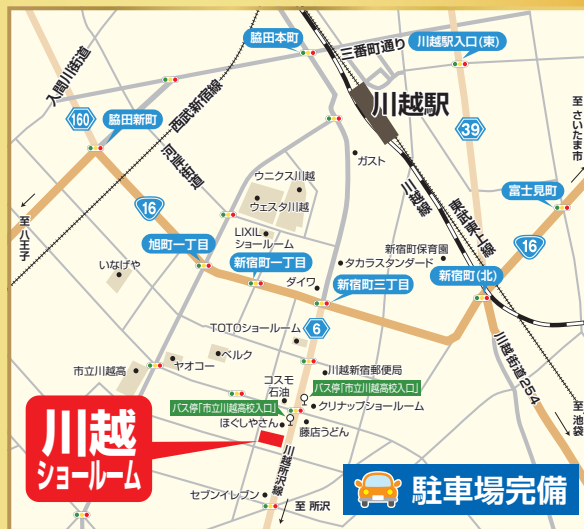 脇田本町
三番町通り
川越駅入口(東)
入間川街道
西武新宿線
川越駅
至 さいたま市
160
脇田新町
39
河岸街道
ガスト
川越線
東武東上線
ウニクス川越
富士見町
16
ウェスタ川越
至 八王子
LIXIL
ショールーム
新宿町保育園
16
旭町一丁目
タカラスタンダード
いなげや
新宿町一丁目
ダイワ
新宿町三丁目
新宿町(北)
TOTOショールーム
6
ベルク
ヤオコー
市立川越高
川越新宿郵便局
川越街道254
コスモ
石油
バス停「市立川越高校入口」
バス停「市立川越高校入口」
クリナップショールーム
至 池袋
ほぐしやさん
藤店うどん
川越
ショールーム
川越所沢線
セブンイレブン
至 所沢
駐車場完備